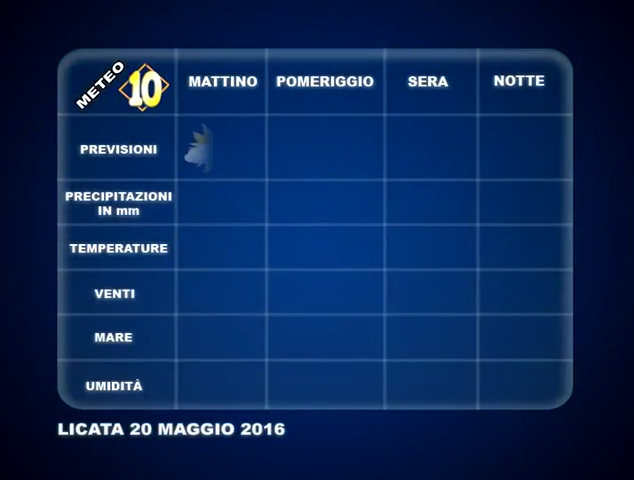 METEO 10 MATTINO POMERIGGIO SERA NOTTE
PREVISIONI
PRECIPITAZIONI
IN mm
TEMPERATURE
VENTI
MARE
UMIDITÀ
LICATA 20 MAGGIO 2016